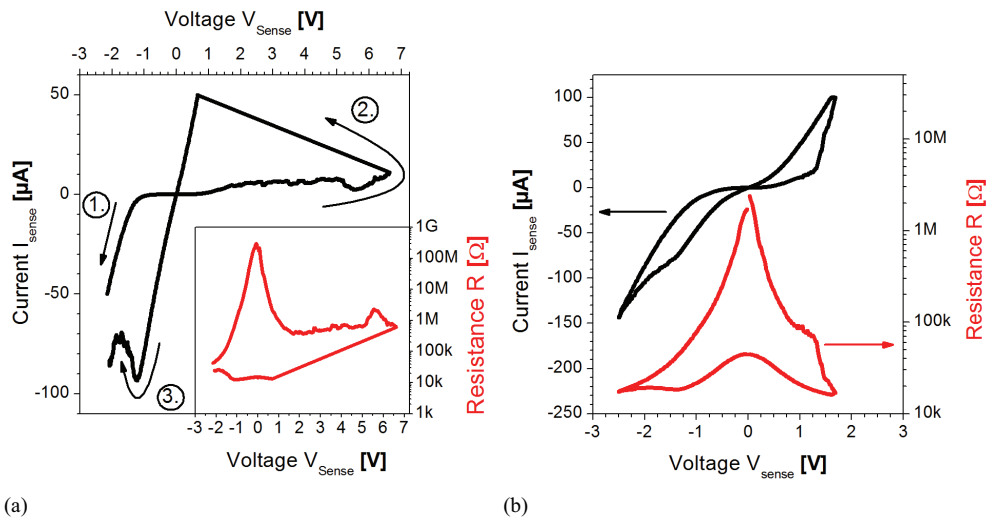 Voltage V_Sense [V]
-3 -2 -1 0 1 2 3 4 5 6 7
Current I_sense [µA]
50
0
-50
-100
1.
2.
3.
1G
100M
10M
1M
100k
10k
1k
Resistance R [Ω]
-3 -2 -1 0 1 2 3 4 5 6 7
Voltage V_Sense [V]
(a)
Current I_sense [µA]
100
50
0
-50
-100
-150
-200
-250
10M
1M
100k
10k
Resistance R [Ω]
-3 -2 -1 0 1 2 3
Voltage V_sense [V]
(b)